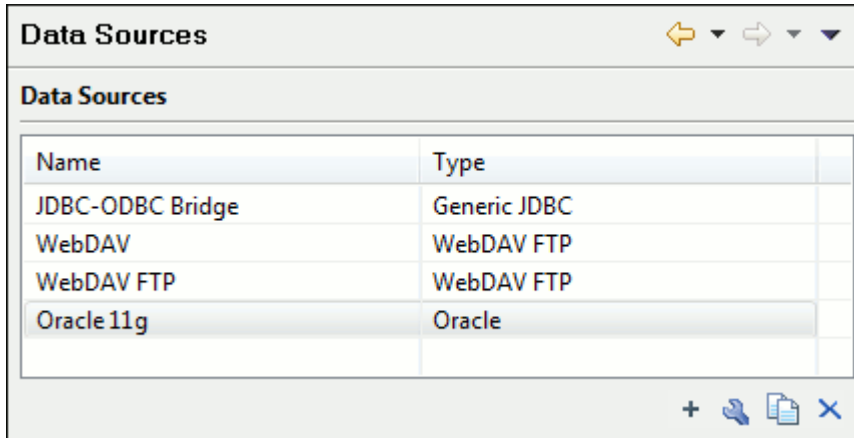 Data Sources
Data Sources
Name Type
JDBC-ODBC Bridge Generic JDBC
WebDAV WebDAV FTP
WebDAV FTP WebDAV FTP
Oracle 11g Oracle